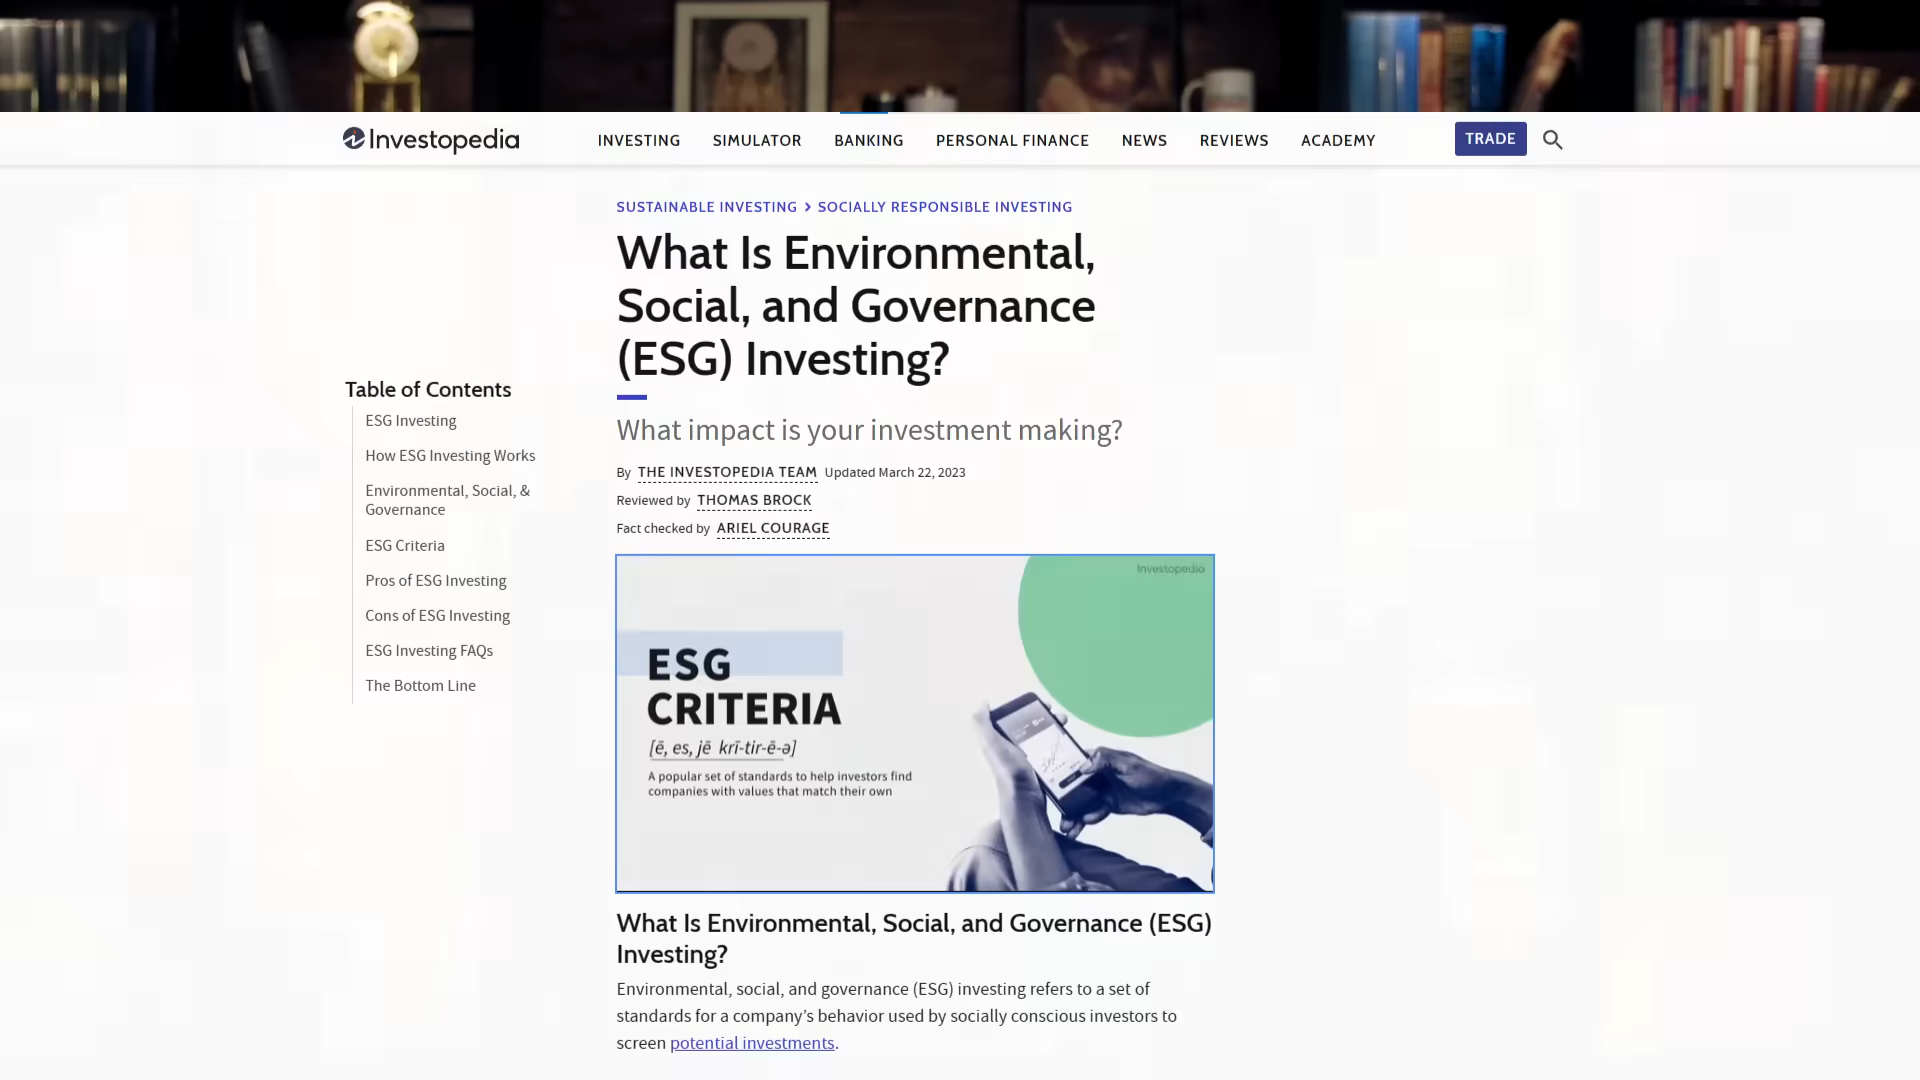 Investopedia
INVESTING SIMULATOR BANKING PERSONAL FINANCE NEWS REVIEWS ACADEMY TRADE
SUSTAINABLE INVESTING > SOCIALLY RESPONSIBLE INVESTING
What Is Environmental,
Social, and Governance
(ESG) Investing?
What impact is your investment making?
By THE INVESTOPEDIA TEAM Updated March 22, 2023
Reviewed by THOMAS BROCK
Fact checked by ARIEL COURAGE
Table of Contents
ESG Investing
How ESG Investing Works
Environmental, Social, &
Governance
ESG Criteria
Pros of ESG Investing
Cons of ESG Investing
ESG Investing FAQs
The Bottom Line
Investopedia
ESG
CRITERIA
[ē, es, jē krī-tir-ē-ə]
A popular set of standards to help investors find
companies with values that match their own
What Is Environmental, Social, and Governance (ESG)
Investing?
Environmental, social, and governance (ESG) investing refers to a set of
standards for a company’s behavior used by socially conscious investors to
screen potential investments.